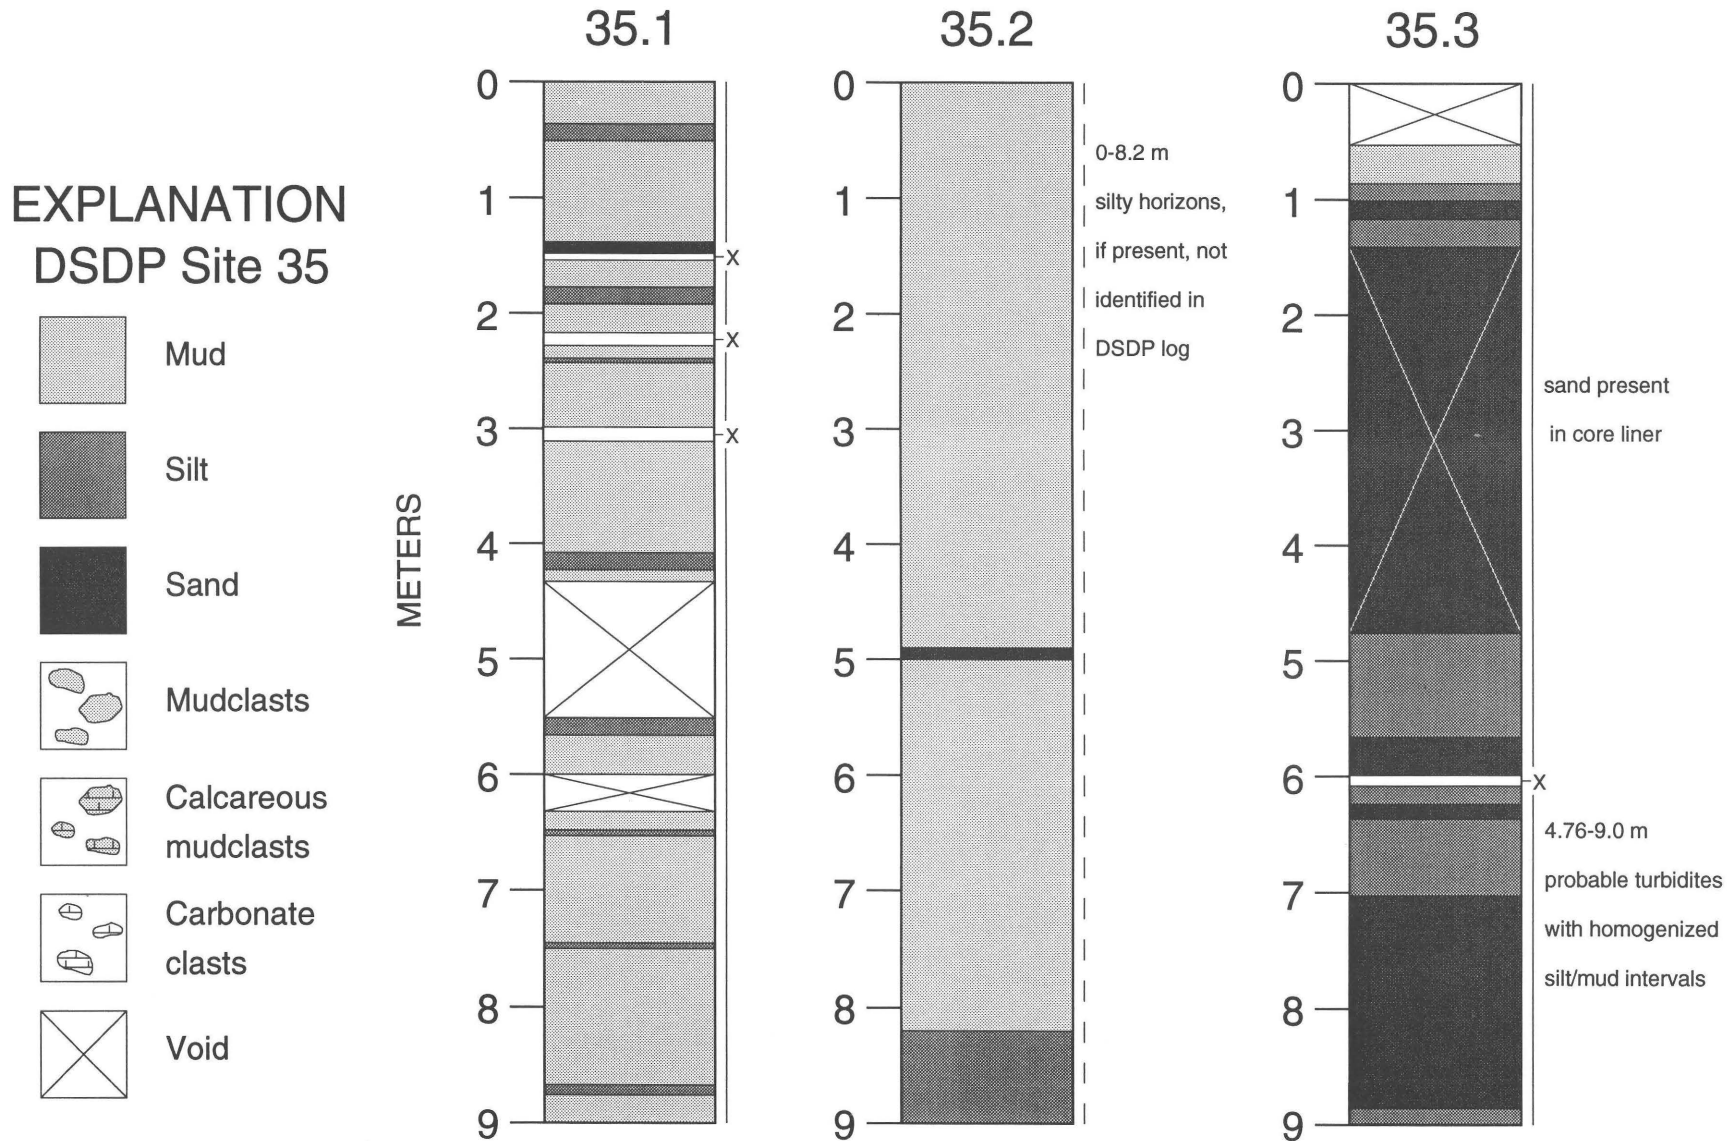 35.1
35.2
35.3
EXPLANATION
DSDP Site 35
Mud
Silt
Sand
Mudclasts
Calcareous
mudclasts
Carbonate
clasts
Void
METERS
0
1
2
3
4
5
6
7
8
9
X
X
X
0
1
2
3
4
5
6
7
8
9
0-8.2 m
silty horizons,
if present, not
identified in
DSDP log
0
1
2
3
4
5
6
7
8
9
sand present
in core liner
X
4.76-9.0 m
probable turbidites
with homogenized
silt/mud intervals